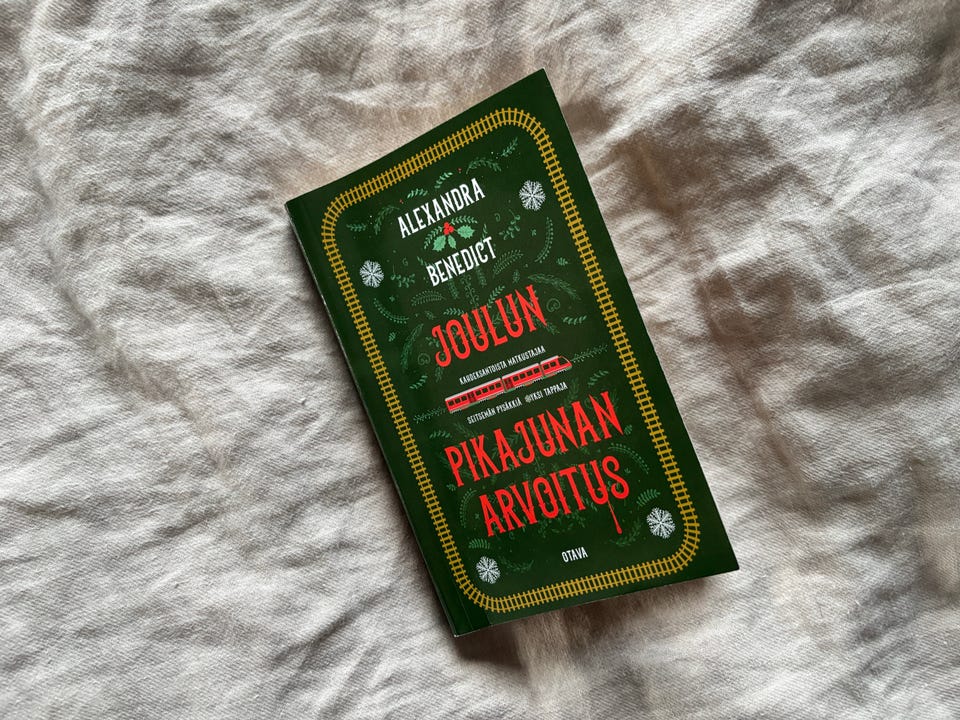 ALEXANDRA
BENEDICT
JOULUN
KAHDEKSANTOISTA MATKUSTAJAA
SEITSEMÄN PYSÄKKIÄ YKSI TAPPAJA
PIKAJUNAN
ARVOITUS
OTAVA